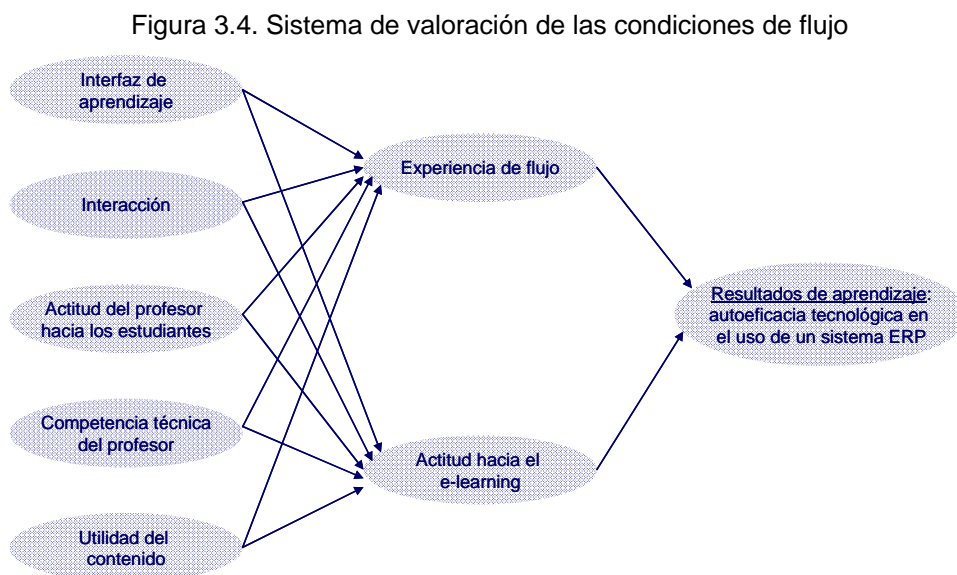 Figura 3.4. Sistema de valoración de las condiciones de flujo
Interfaz de
aprendizaje
Interacción
Actitud del profesor
hacia los estudiantes
Competencia técnica
del profesor
Utilidad del
contenido
Experiencia de flujo
Actitud hacia el
e-learning
Resultados de aprendizaje:
autoeficacia tecnológica en
el uso de un sistema ERP